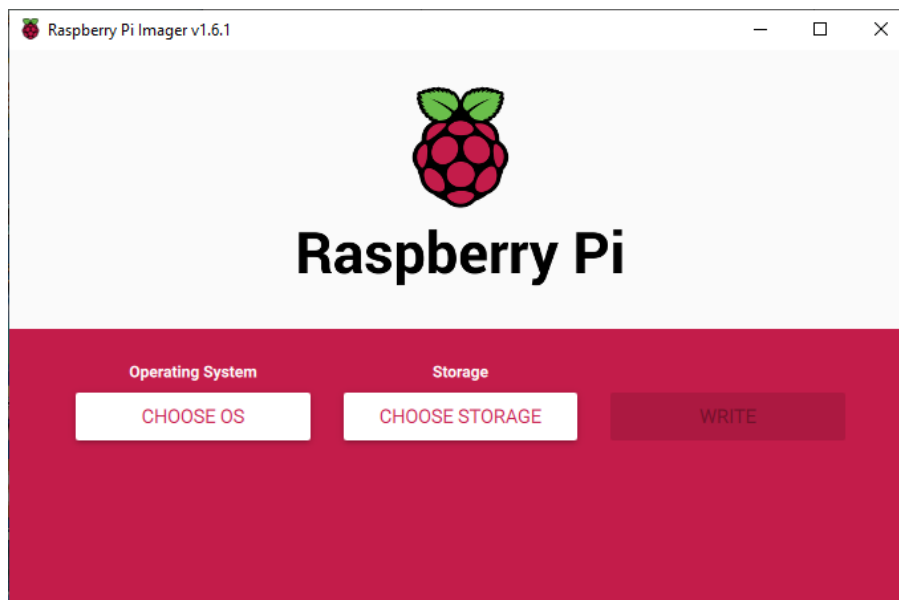 Raspberry Pi Imager v1.6.1
Raspberry Pi
Operating System
Storage
CHOOSE OS
CHOOSE STORAGE
WRITE